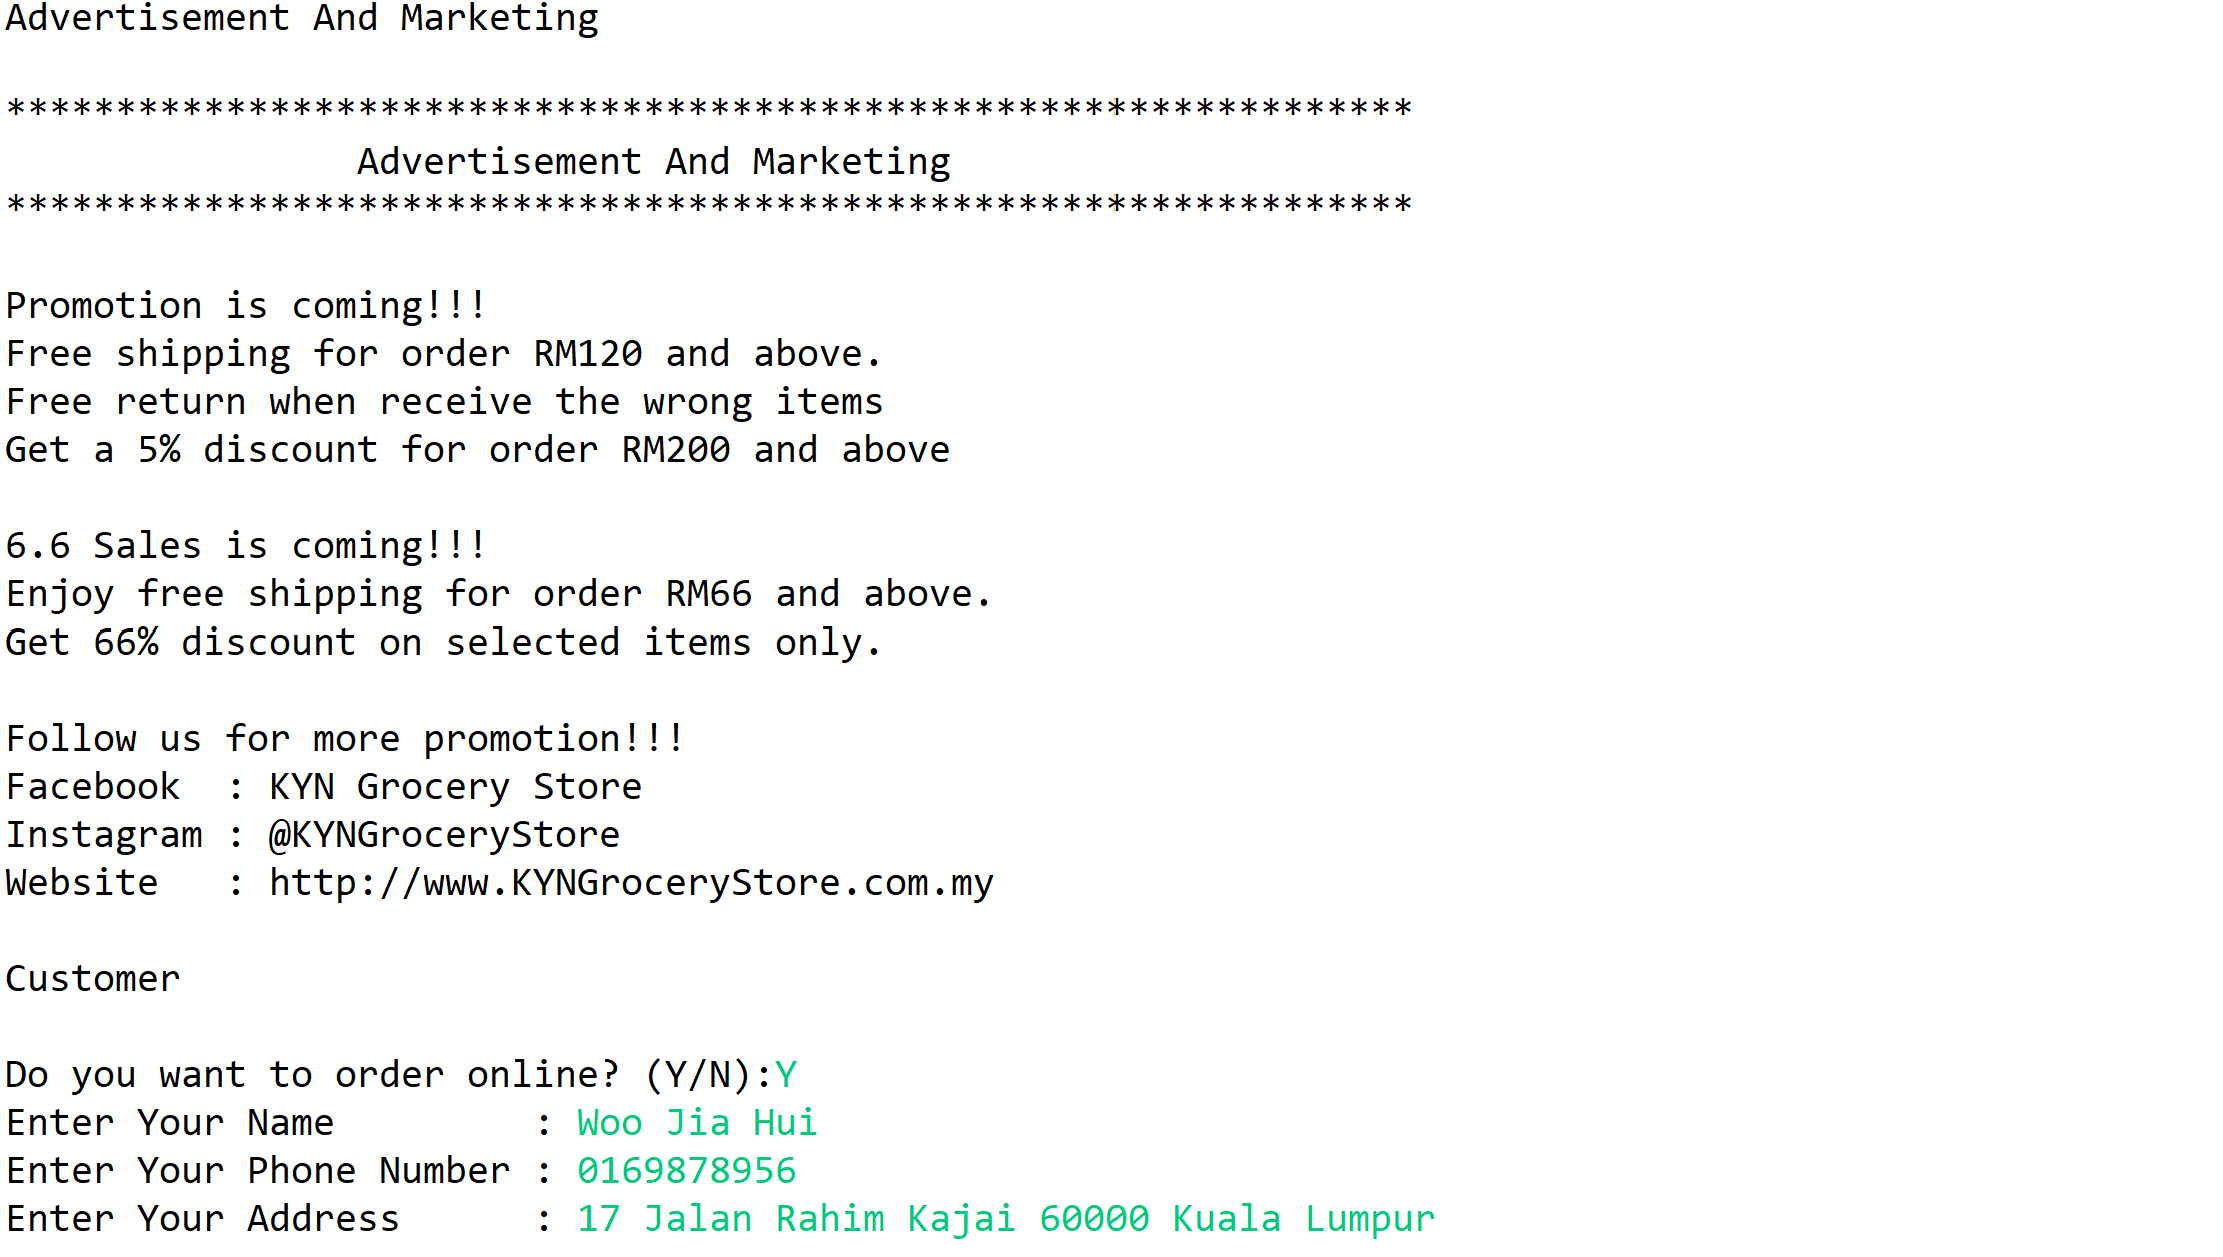 Advertisement And Marketing
****************************************************************
Advertisement And Marketing
****************************************************************
Promotion is coming!!!
Free shipping for order RM120 and above.
Free return when receive the wrong items
Get a 5% discount for order RM200 and above
6.6 Sales is coming!!!
Enjoy free shipping for order RM66 and above.
Get 66% discount on selected items only.
Follow us for more promotion!!!
Facebook  : KYN Grocery Store
Instagram : @KYNGroceryStore
Website   : http://www.KYNGroceryStore.com.my
Customer
Do you want to order online? (Y/N):Y
Enter Your Name         : Woo Jia Hui
Enter Your Phone Number : 0169878956
Enter Your Address      : 17 Jalan Rahim Kajai 60000 Kuala Lumpur